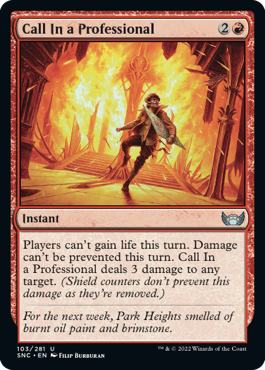 Call In a Professional 2
Instant
Players can't gain life this turn. Damage
can't be prevented this turn. Call In
a Professional deals 3 damage to any
target. (Shield counters don't prevent this
damage as they're removed.)
For the next week, Park Heights smelled of
burnt oil paint and brimstone.
103/281 U
SNC • EN FILIP BURBURAN
™ & © 2022 Wizards of the Coast